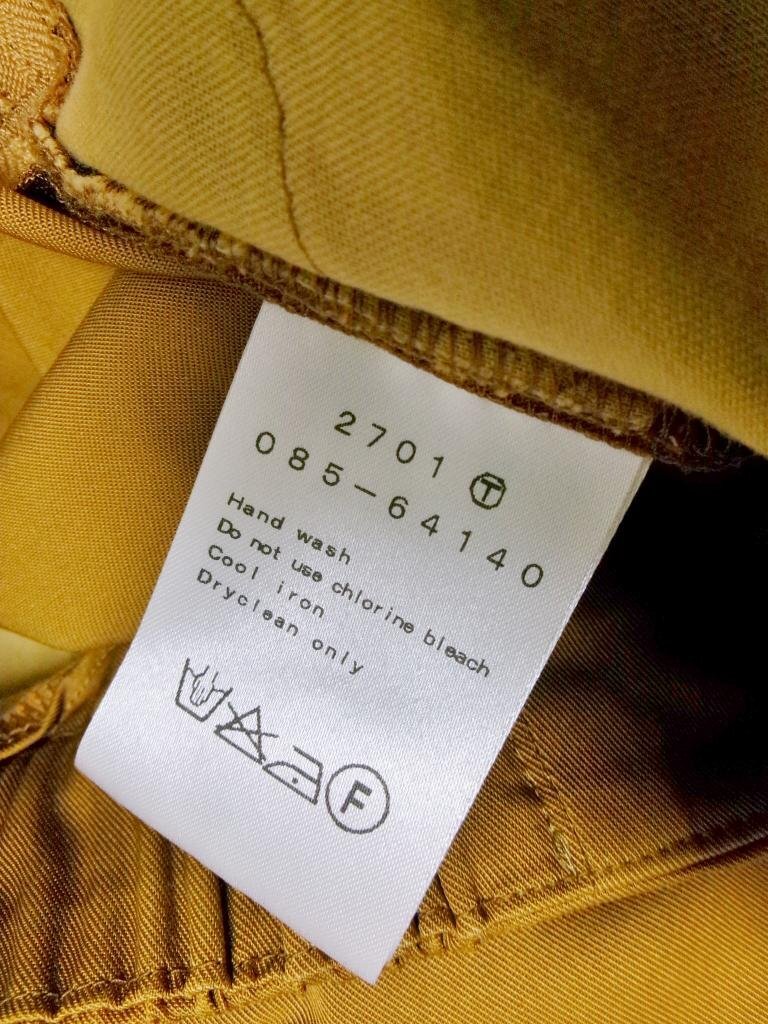 2701 Ⓣ
085-64140
Hand wash
Do not use chlorine bleach
Cool iron
Dryclean only
F